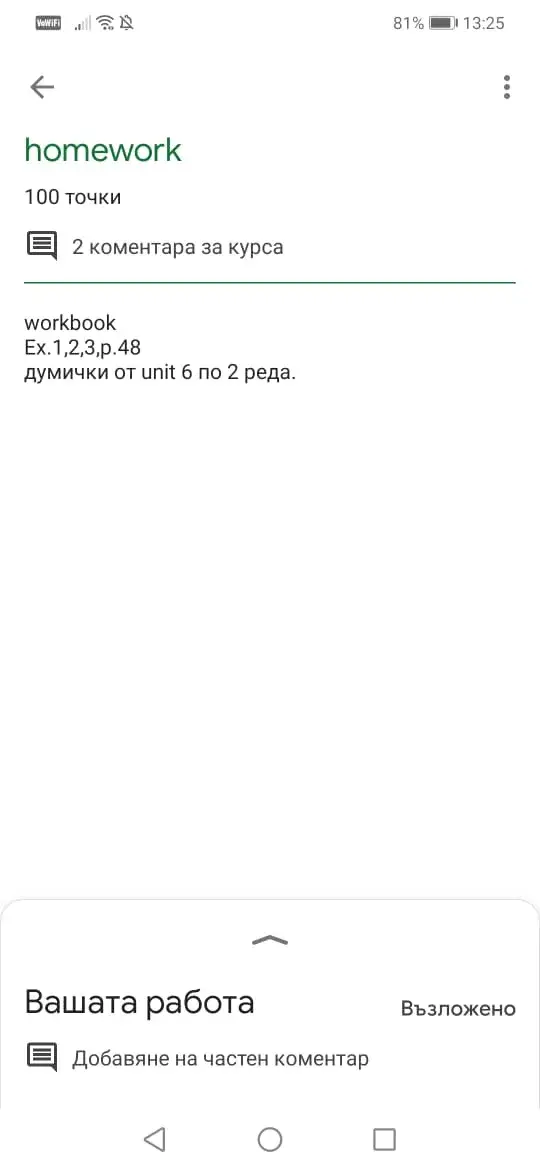 VoWiFi 81% 13:25
homework
100 точки
2 коментара за курса
workbook
Ex.1,2,3,p.48
думички от unit 6 по 2 реда.
Вашата работа
Възложено
Добавяне на частен коментар